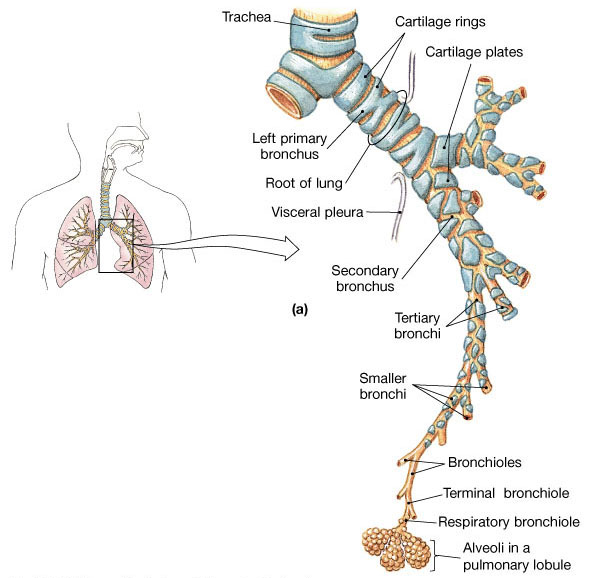 Trachea
Cartilage rings
Cartilage plates
Left primary
bronchus
Root of lung
Visceral pleura
Secondary
bronchus
(a)
Tertiary
bronchi
Smaller
bronchi
Bronchioles
Terminal bronchiole
Respiratory bronchiole
Alveoli in a
pulmonary lobule